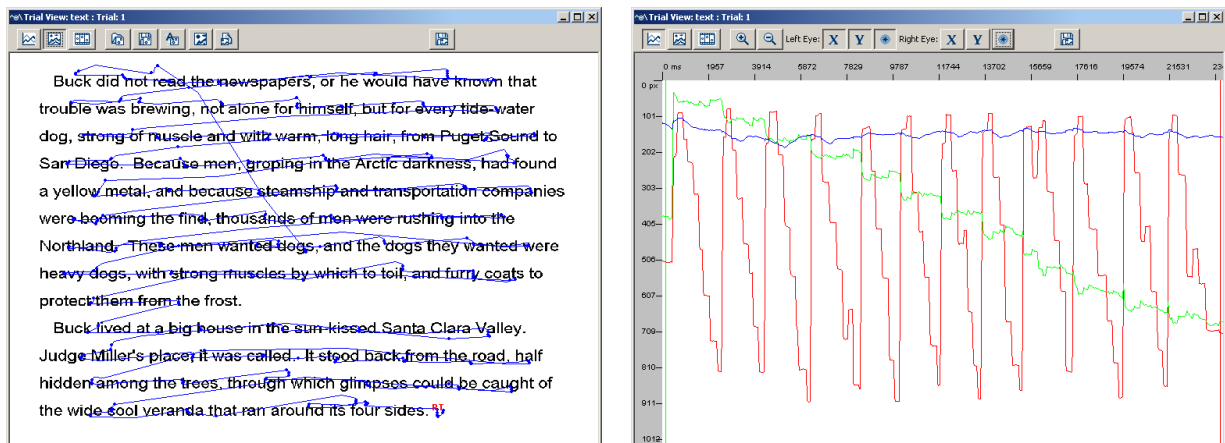 Trial View: text : Trial: 1
Buck did not read the newspapers, or he would have known that
trouble was brewing, not alone for himself, but for every tide-water
dog, strong of muscle and with warm, long hair, from Puget Sound to
San Diego. Because men, groping in the Arctic darkness, had found
a yellow metal, and because steamship and transportation companies
were booming the find, thousands of men were rushing into the
Northland. These men wanted dogs, and the dogs they wanted were
heavy dogs, with strong muscles by which to toil, and furry coats to
protect them from the frost.
Buck lived at a big house in the sun-kissed Santa Clara Valley.
Judge Miller's place, it was called. It stood back from the road, half
hidden among the trees, through which glimpses could be caught of
the wide cool veranda that ran around its four sides. RT
Trial View: text : Trial: 1
Left Eye: X Y Right Eye: X Y
0 ms 1957 3914 5872 7829 9787 11744 13702 15659 17616 19574 21531
0 px
101
202
303
405
506
607
709
810
911
1012